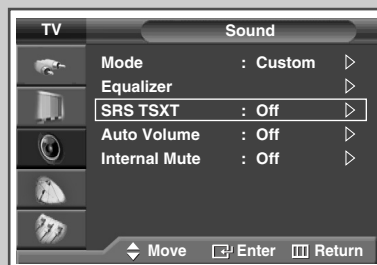 TV Sound
Mode : Custom
Equalizer
SRS TSXT : Off
Auto Volume : Off
Internal Mute : Off
Move Enter Return